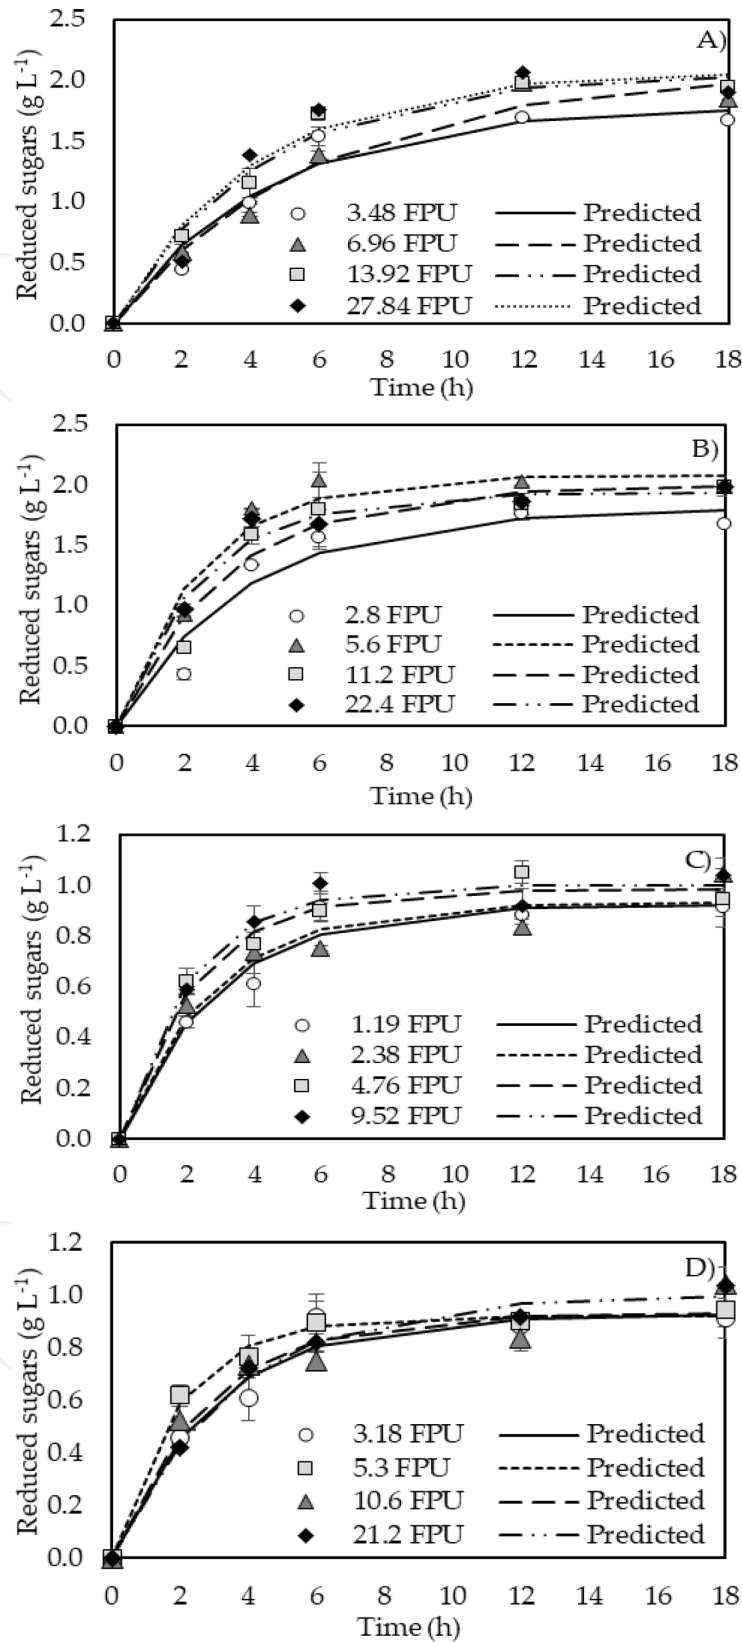 A)
Reduced sugars (g L-1)
2.5
2.0
1.5
1.0
0.5
0.0
3.48 FPU Predicted
6.96 FPU Predicted
13.92 FPU Predicted
27.84 FPU Predicted
0 2 4 6 8 10 12 14 16 18
Time (h)
B)
Reduced sugars (g L-1)
2.5
2.0
1.5
1.0
0.5
0.0
2.8 FPU Predicted
5.6 FPU Predicted
11.2 FPU Predicted
22.4 FPU Predicted
0 2 4 6 8 10 12 14 16 18
Time (h)
C)
Reduced sugars (g L-1)
1.2
1.0
0.8
0.6
0.4
0.2
0.0
1.19 FPU Predicted
2.38 FPU Predicted
4.76 FPU Predicted
9.52 FPU Predicted
0 2 4 6 8 10 12 14 16 18
Time (h)
D)
Reduced sugars (g L-1)
1.2
1.0
0.8
0.6
0.4
0.2
0.0
3.18 FPU Predicted
5.3 FPU Predicted
10.6 FPU Predicted
21.2 FPU Predicted
0 2 4 6 8 10 12 14 16 18
Time (h)